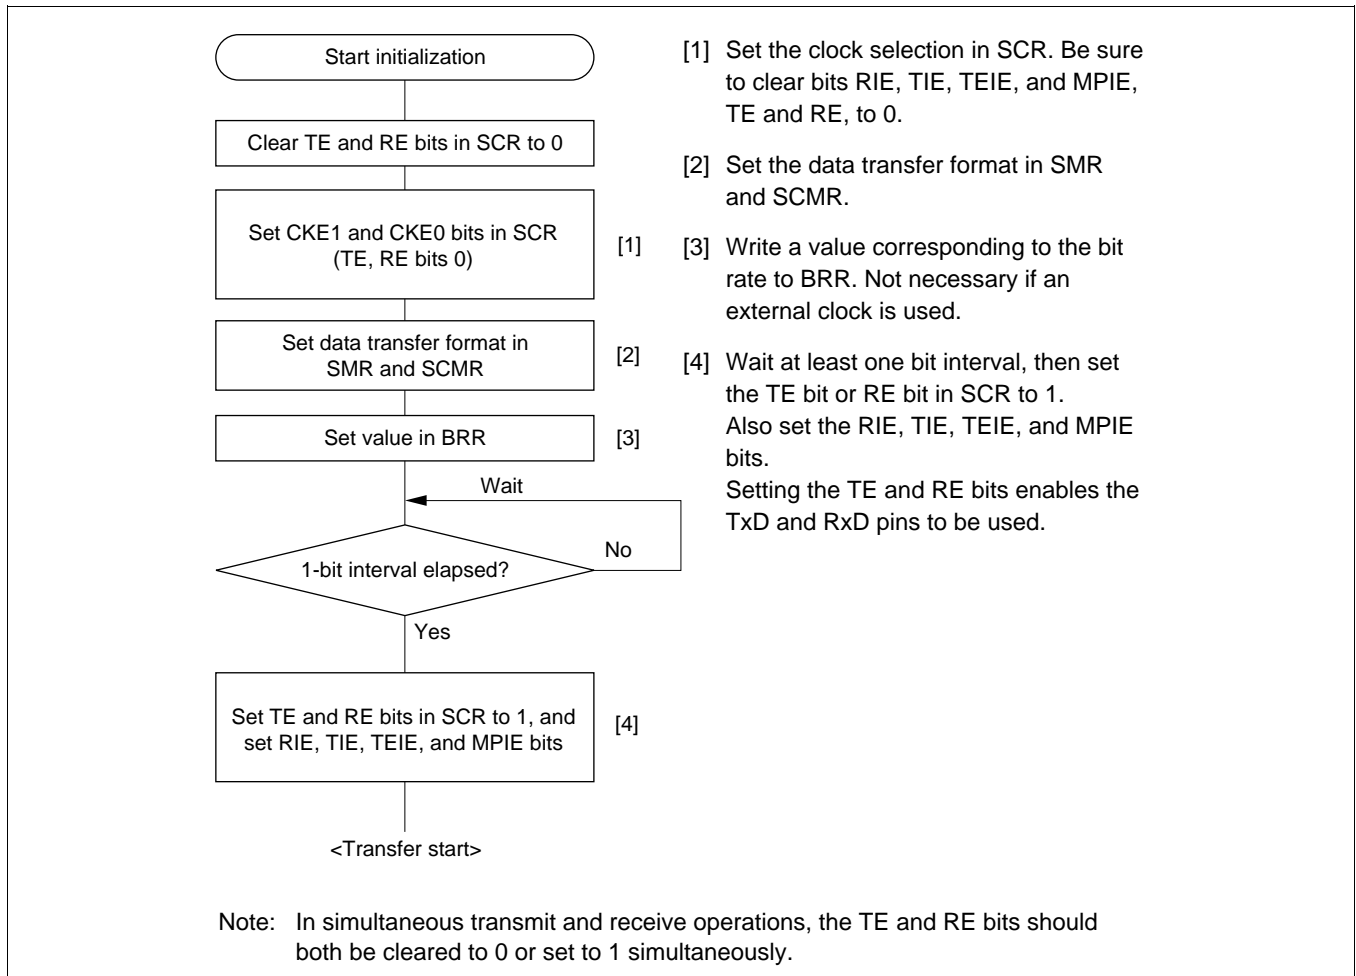 Start initialization
Clear TE and RE bits in SCR to 0
Set CKE1 and CKE0 bits in SCR
(TE, RE bits 0)
[1]
Set data transfer format in
SMR and SCMR
[2]
Set value in BRR
[3]
Wait
No
1-bit interval elapsed?
Yes
Set TE and RE bits in SCR to 1, and
set RIE, TIE, TEIE, and MPIE bits
[4]
<Transfer start>
[1] Set the clock selection in SCR. Be sure
to clear bits RIE, TIE, TEIE, and MPIE,
TE and RE, to 0.
[2] Set the data transfer format in SMR
and SCMR.
[3] Write a value corresponding to the bit
rate to BRR. Not necessary if an
external clock is used.
[4] Wait at least one bit interval, then set
the TE bit or RE bit in SCR to 1.
Also set the RIE, TIE, TEIE, and MPIE
bits.
Setting the TE and RE bits enables the
TxD and RxD pins to be used.
Note: In simultaneous transmit and receive operations, the TE and RE bits should
both be cleared to 0 or set to 1 simultaneously.